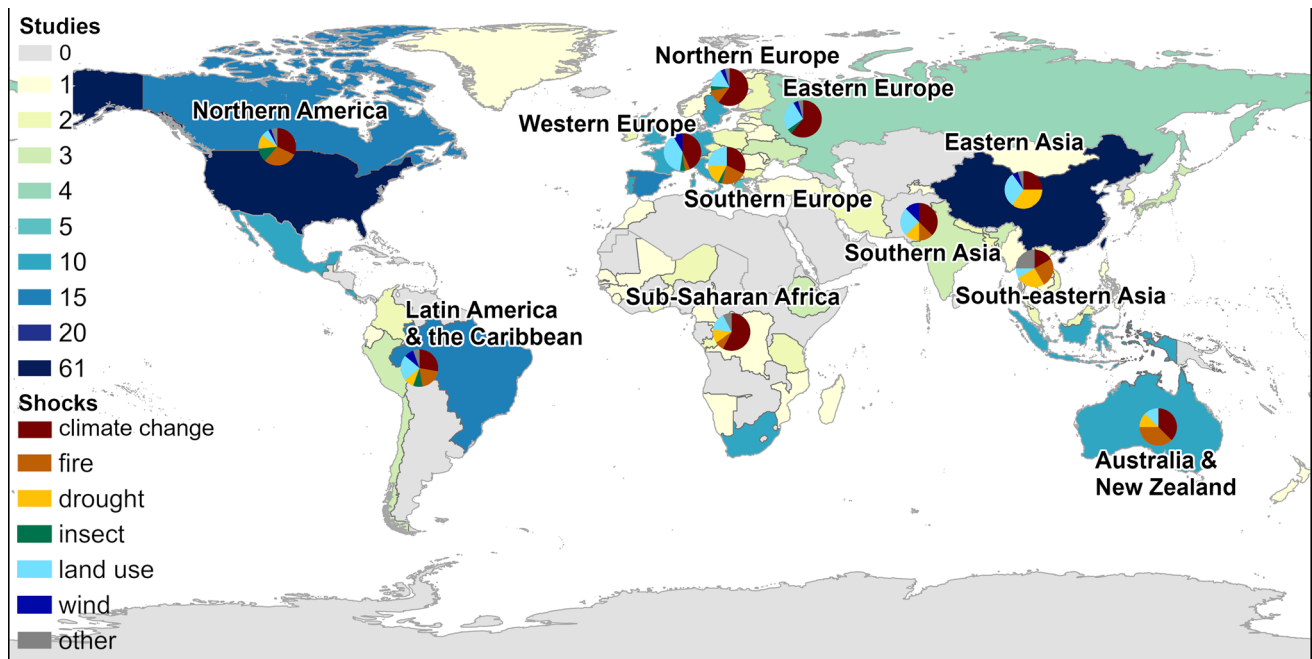 Studies
0
1
2
3
4
5
10
15
20
61
Shocks
climate change
fire
drought
insect
land use
wind
other
Northern America
Latin America
& the Caribbean
Northern Europe
Eastern Europe
Western Europe
Southern Europe
Eastern Asia
Southern Asia
South-eastern Asia
Sub-Saharan Africa
Australia &
New Zealand